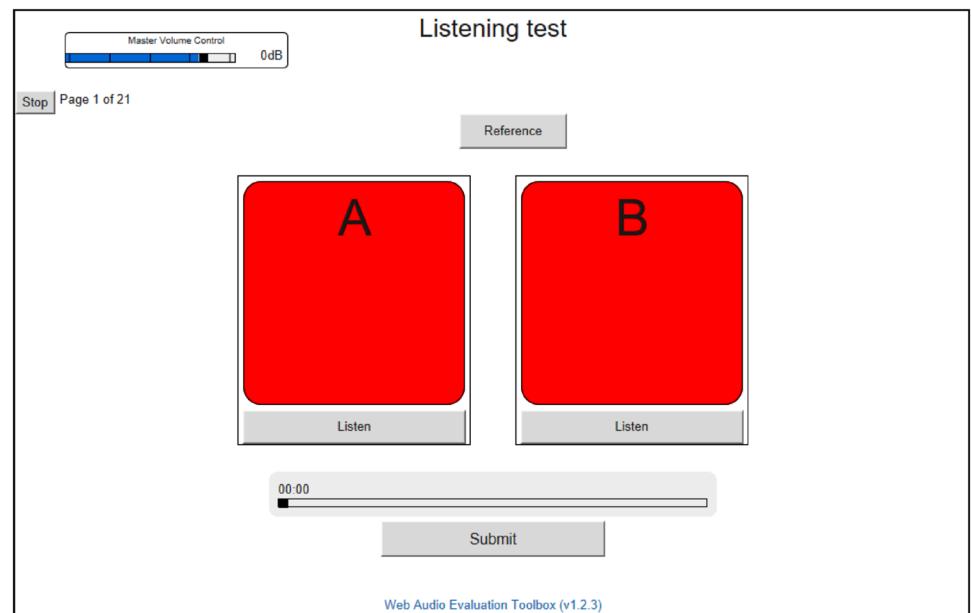 Listening test
Master Volume Control
0dB
Stop Page 1 of 21
Reference
A B
Listen Listen
00:00
Submit
Web Audio Evaluation Toolbox (v1.2.3)